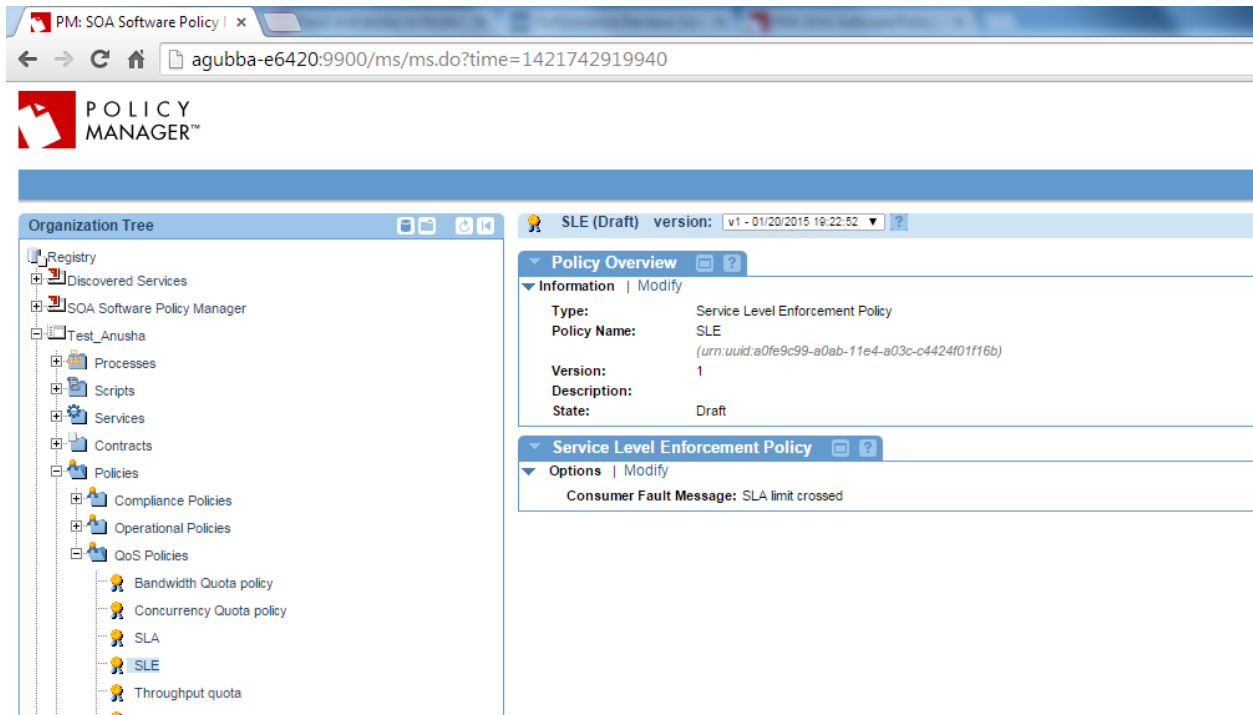 PM: SOA Software Policy
agubba-e6420:9900/ms/ms.do?time=1421742919940
POLICY
MANAGER™
Organization Tree
Registry
Discovered Services
SOA Software Policy Manager
Test_Anusha
Processes
Scripts
Services
Contracts
Policies
Compliance Policies
Operational Policies
QoS Policies
Bandwidth Quota policy
Concurrency Quota policy
SLA
SLE
Throughput quota
SLE (Draft) version: v1 - 01/20/2015 19:22:52
Policy Overview
Information | Modify
Type: Service Level Enforcement Policy
Policy Name: SLE
(urn:uuid:a0fe9c99-a0ab-11e4-a03c-c4424f01f16b)
Version: 1
Description:
State: Draft
Service Level Enforcement Policy
Options | Modify
Consumer Fault Message: SLA limit crossed